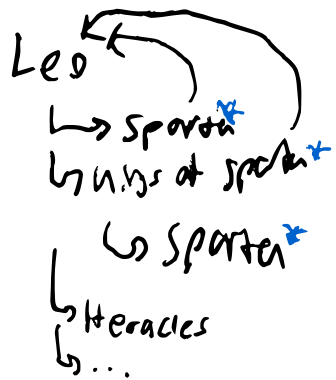 Leo
↳ Sparta*
↳ Kings of Sparta*
↳ Sparta*
↳ Heracles
↳ ...